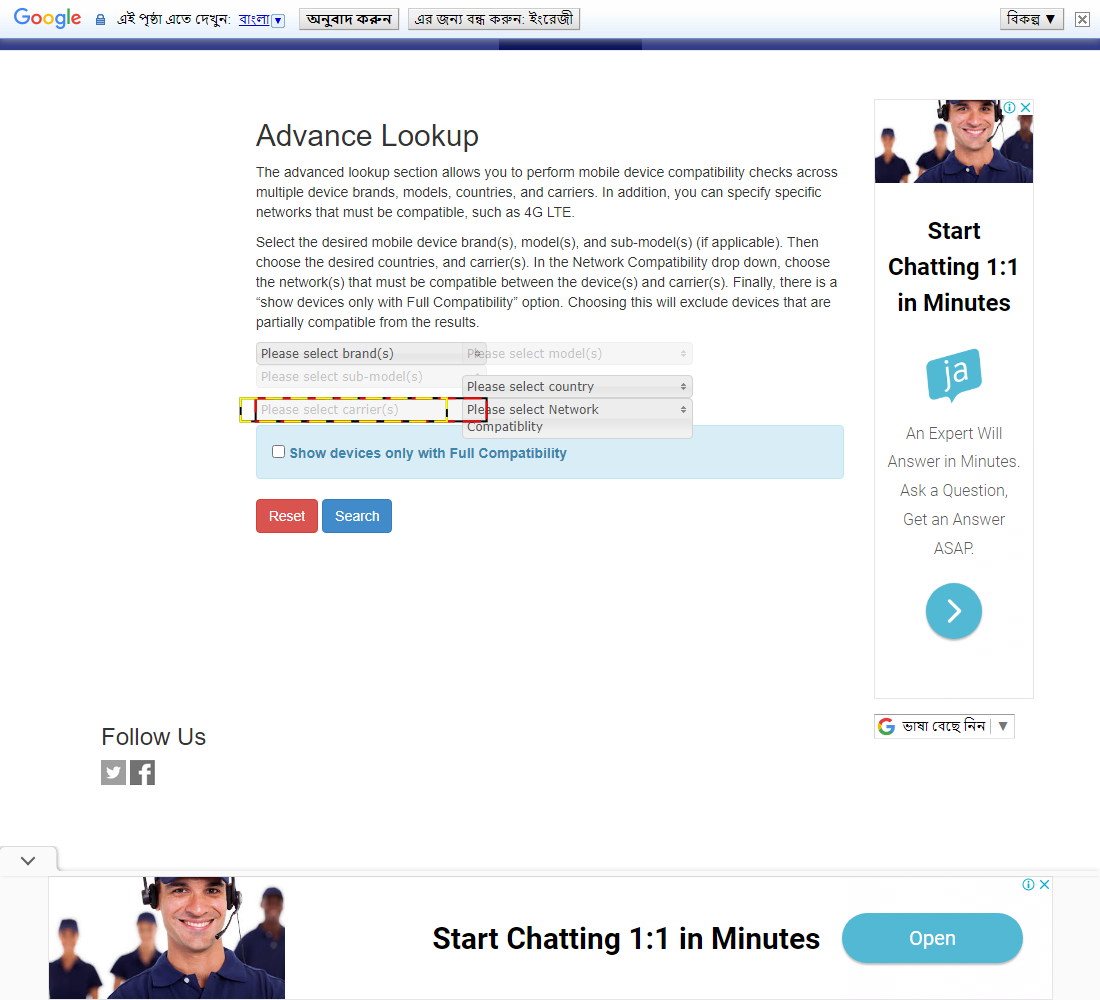 Google এই পৃষ্ঠা এতে দেখুন: বাংলা ▼ অনুবাদ করুন এর জন্য বন্ধ করুন: ইংরেজী বিকল্প ▼
Advance Lookup
The advanced lookup section allows you to perform mobile device compatibility checks across
multiple device brands, models, countries, and carriers. In addition, you can specify specific
networks that must be compatible, such as 4G LTE.
Select the desired mobile device brand(s), model(s), and sub-model(s) (if applicable). Then
choose the desired countries, and carrier(s). In the Network Compatibility drop down, choose
the network(s) that must be compatible between the device(s) and carrier(s). Finally, there is a
“show devices only with Full Compatibility” option. Choosing this will exclude devices that are
partially compatible from the results.
Please select brand(s) Please select model(s)
Please select sub-model(s)
Please select country
Please select carrier(s) Please select Network
Compatiblity
Show devices only with Full Compatibility
Reset Search
Start
Chatting 1:1
in Minutes
ja
An Expert Will
Answer in Minutes.
Ask a Question,
Get an Answer
ASAP.
G ভাষা বেছে নিন ▼
Follow Us
Start Chatting 1:1 in Minutes
Open